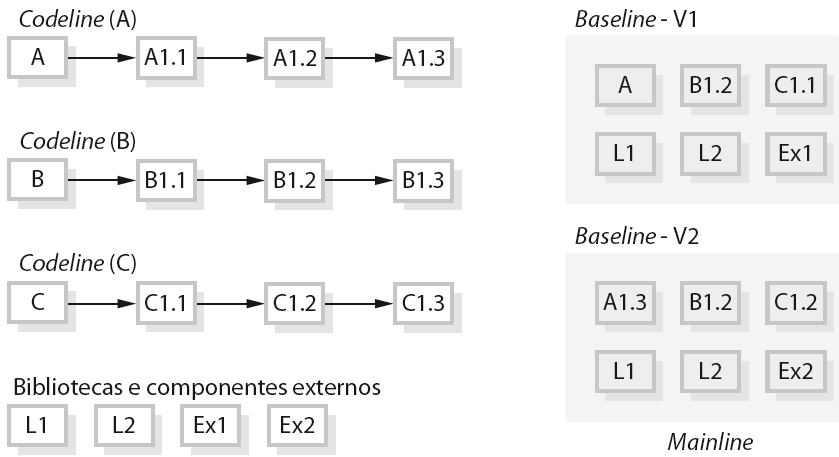 Codeline (A)
A A1.1 A1.2 A1.3
Codeline (B)
B B1.1 B1.2 B1.3
Codeline (C)
C C1.1 C1.2 C1.3
Bibliotecas e componentes externos
L1 L2 Ex1 Ex2
Baseline - V1
A B1.2 C1.1
L1 L2 Ex1
Baseline - V2
A1.3 B1.2 C1.2
L1 L2 Ex2
Mainline